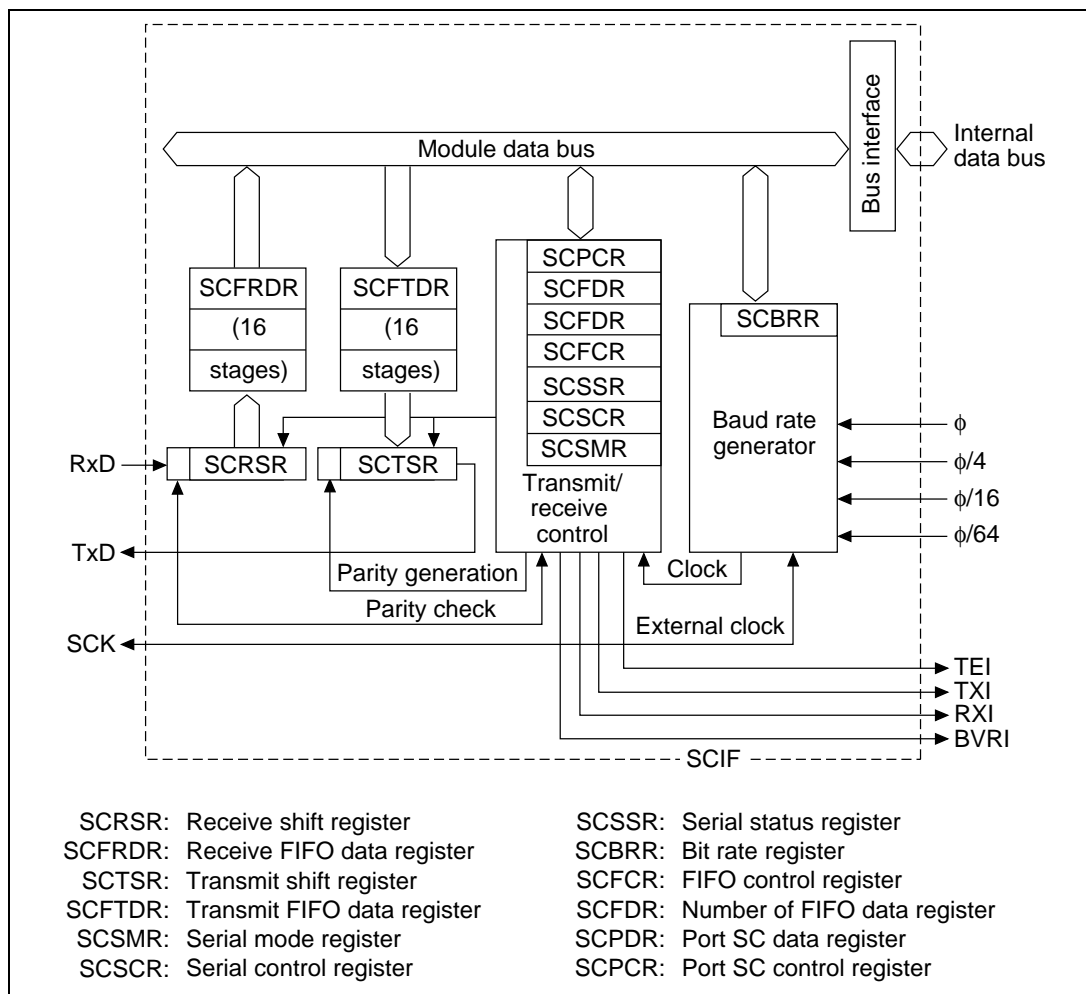 Module data bus
Bus interface
Internal
data bus
SCFRDR
(16
stages)
SCFTDR
(16
stages)
SCPCR
SCFDR
SCFDR
SCFCR
SCSSR
SCSCR
SCSMR
Transmit/
receive
control
SCBRR
Baud rate
generator
ϕ
ϕ/4
ϕ/16
ϕ/64
RxD
SCRSR
SCTSR
TxD
Parity generation
Parity check
Clock
SCK
External clock
TEI
TXI
RXI
BVRI
SCIF
SCRSR: Receive shift register
SCFRDR: Receive FIFO data register
SCTSR: Transmit shift register
SCFTDR: Transmit FIFO data register
SCSMR: Serial mode register
SCSCR: Serial control register
SCSSR: Serial status register
SCBRR: Bit rate register
SCFCR: FIFO control register
SCFDR: Number of FIFO data register
SCPDR: Port SC data register
SCPCR: Port SC control register